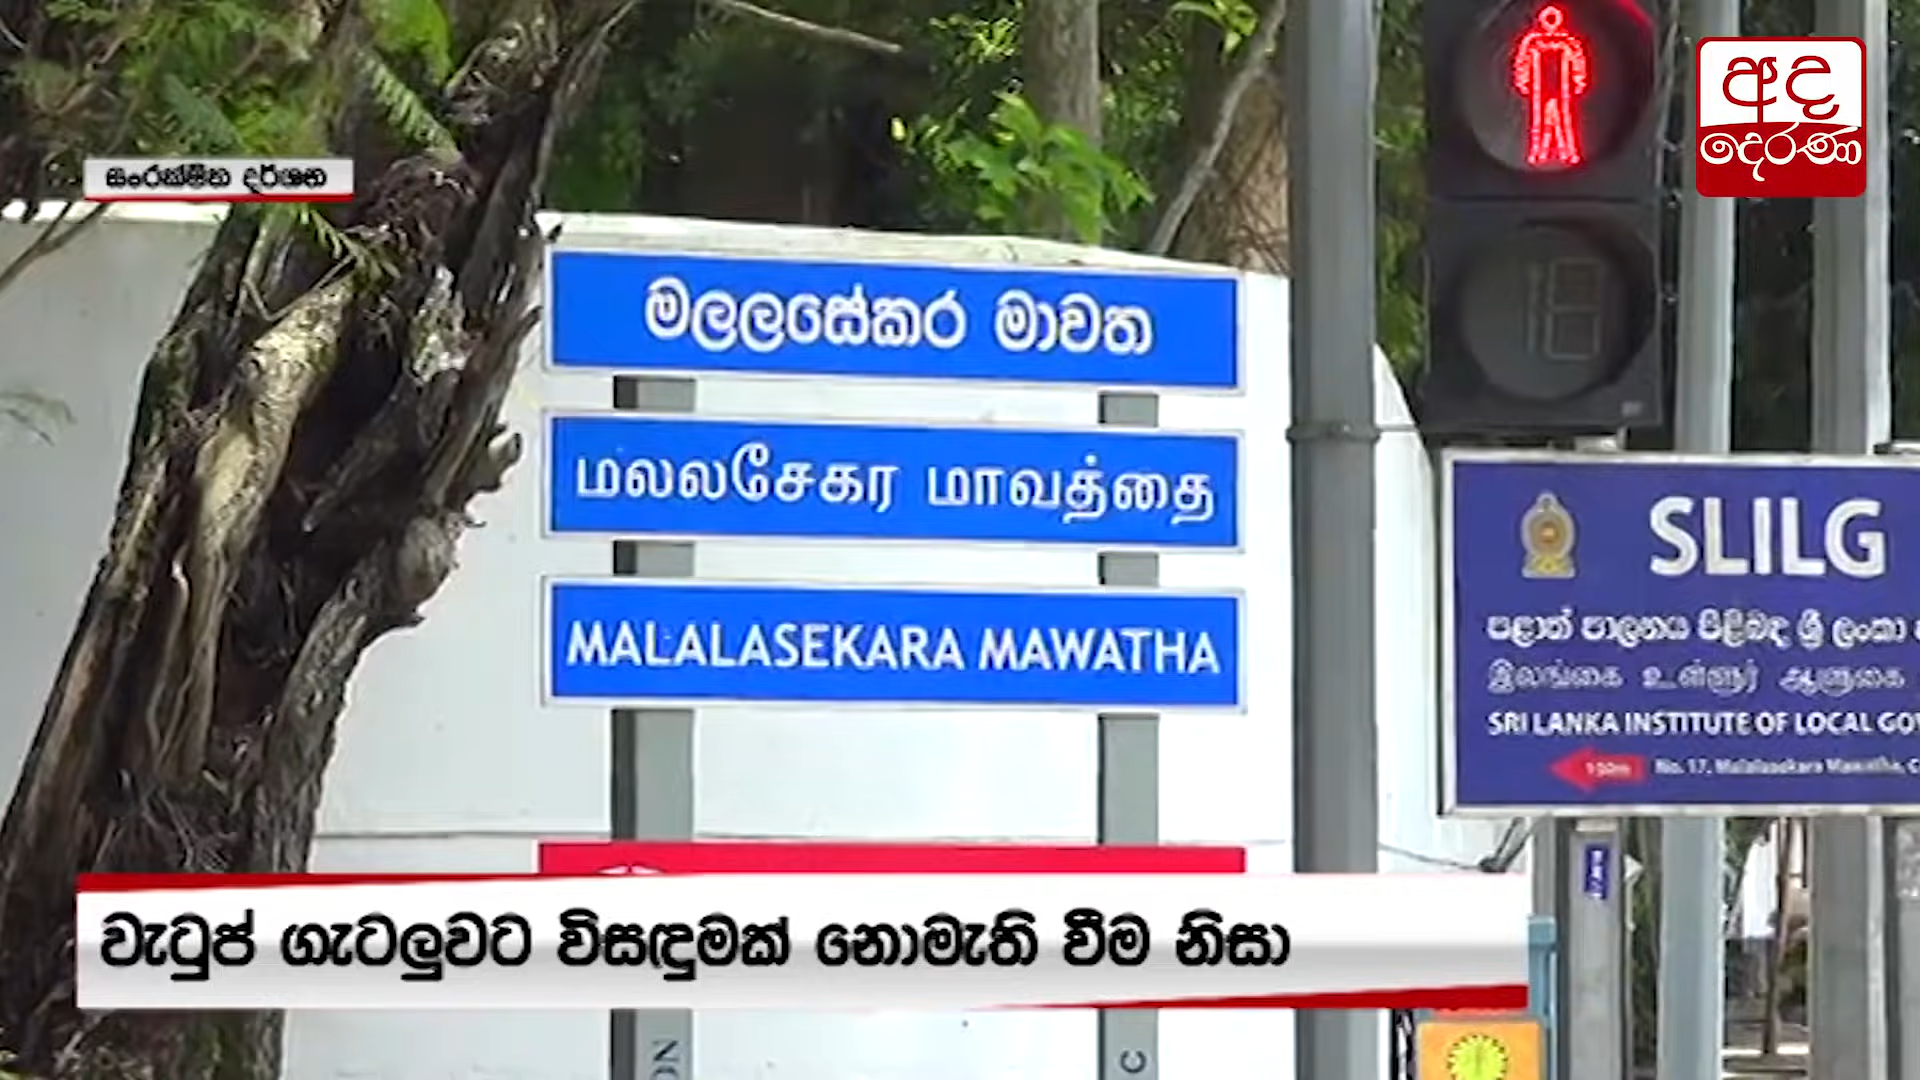 අද
දෙරණ
සංරක්ෂිත දර්ශන
මලලසේකර මාවත
மலலசேகர மாவத்தை
MALALASEKARA MAWATHA
SLILG
පළාත් පාලනය පිළිබඳ ශ්‍රී ලංකා
இலங்கை உள்ளூர் ஆளுகை
SRI LANKA INSTITUTE OF LOCAL GOV
150m No. 17, Malalasekara Mawatha, C
වැටුප් ගැටලුවට විසඳුමක් නොමැති වීම නිසා